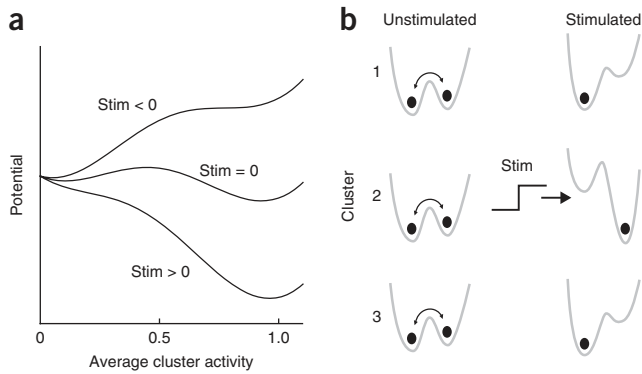 a
Potential
Stim < 0
Stim = 0
Stim > 0
0
0.5
1.0
Average cluster activity
b
Unstimulated
Stimulated
Cluster
1
2
3
Stim